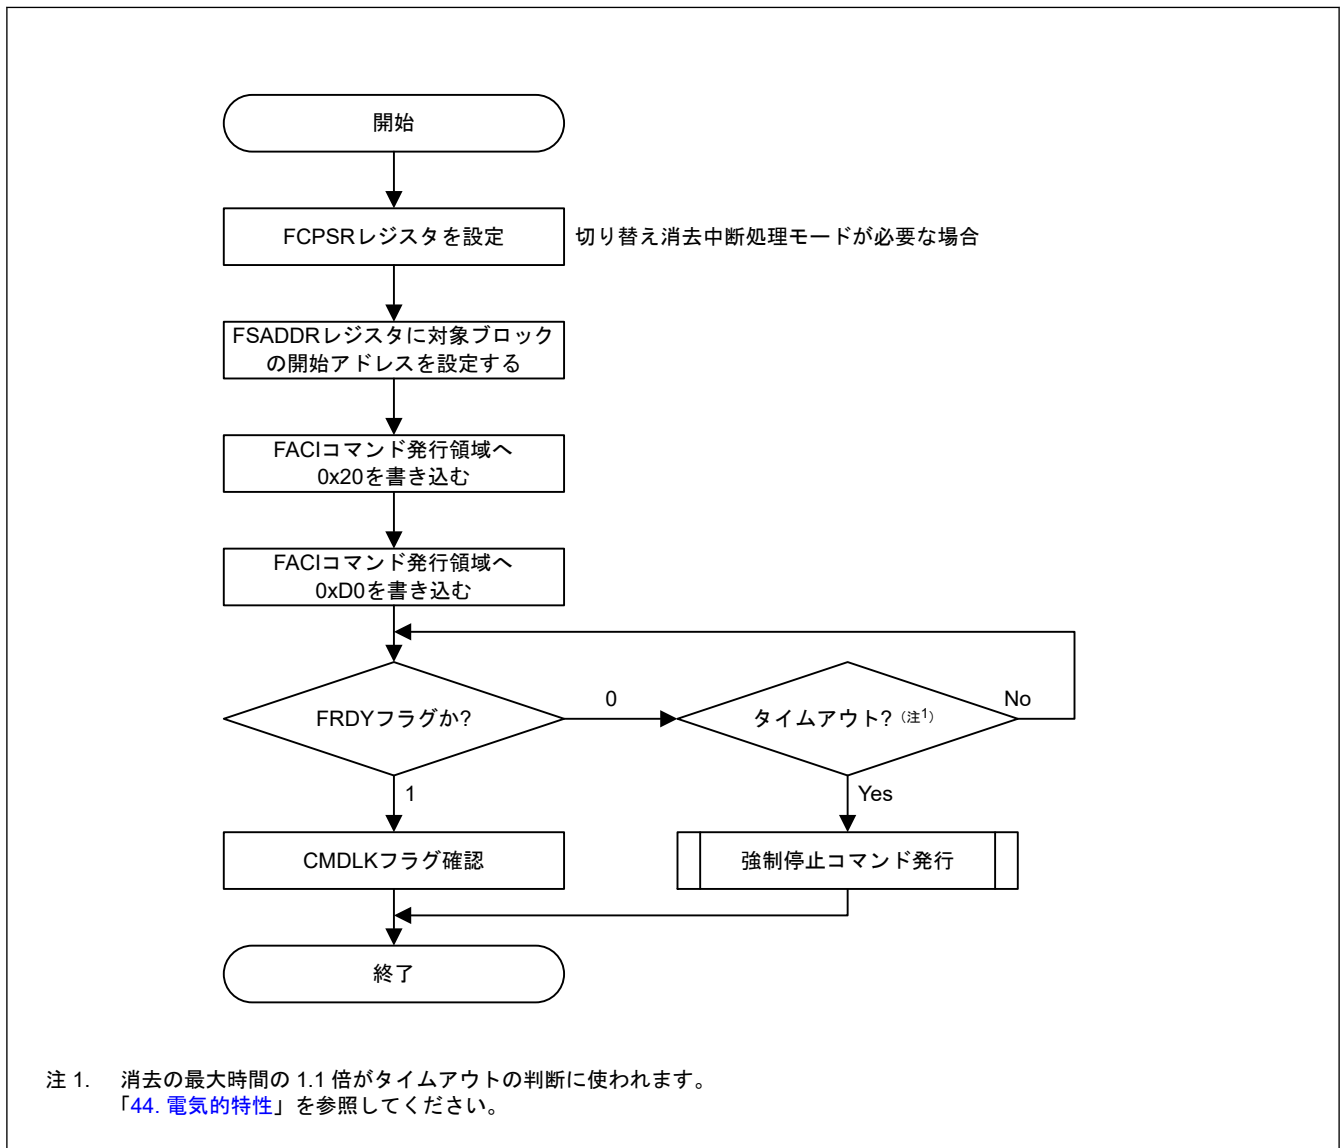 開始
FCPSRレジスタを設定
切り替え消去中断処理モードが必要な場合
FSADDRレジスタに対象ブロック
の開始アドレスを設定する
FACIコマンド発行領域へ
0x20を書き込む
FACIコマンド発行領域へ
0xD0を書き込む
FRDYフラグか?
0
タイムアウト?（注1）
No
1
Yes
CMDLKフラグ確認
強制停止コマンド発行
終了
注 1. 消去の最大時間の 1.1 倍がタイムアウトの判断に使われます。
「44. 電気的特性」を参照してください。